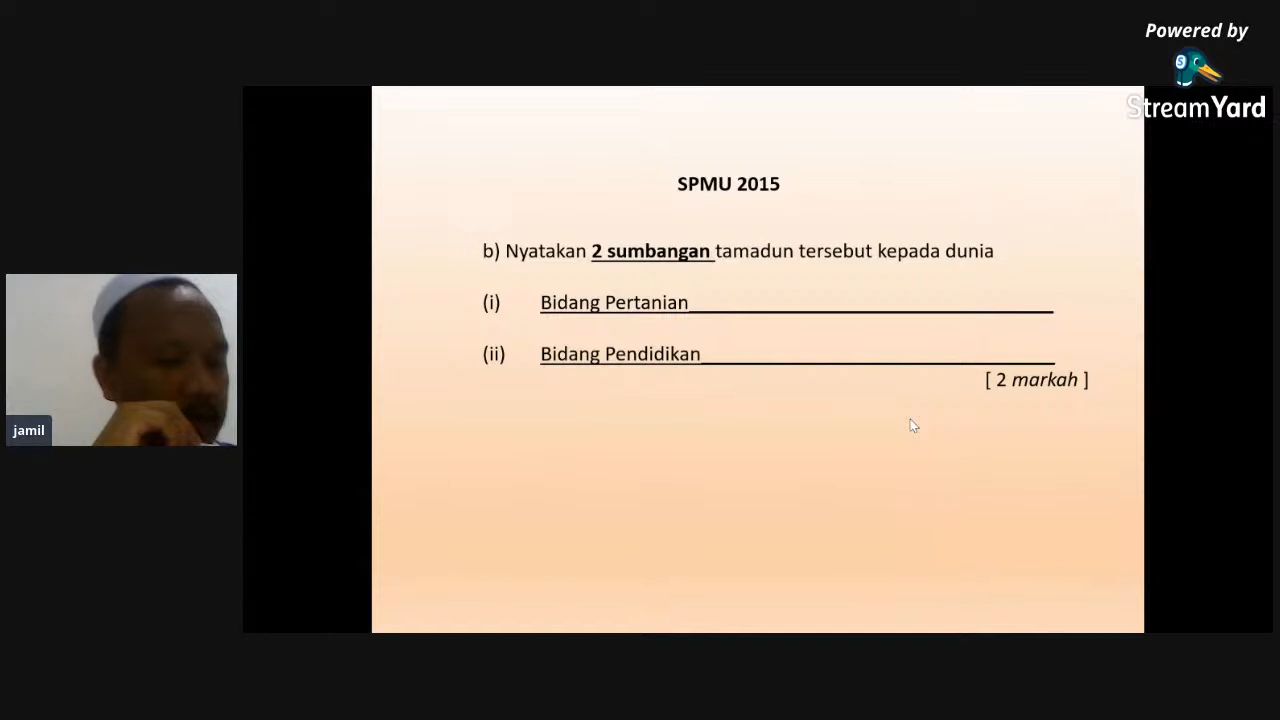 Powered by
StreamYard
SPMU 2015
b) Nyatakan 2 sumbangan tamadun tersebut kepada dunia
(i) Bidang Pertanian
(ii) Bidang Pendidikan
[ 2 markah ]
jamil